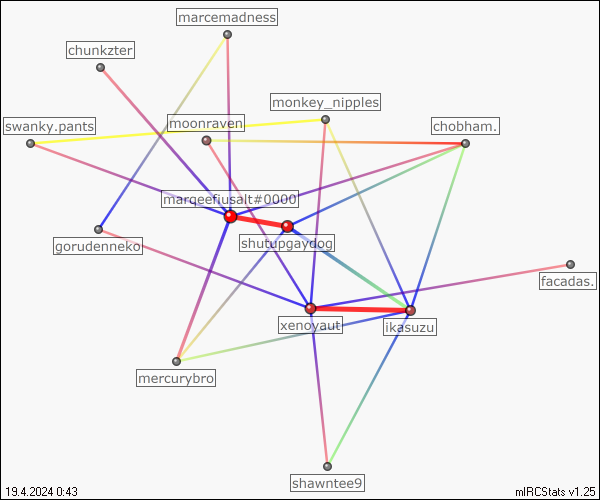 marcemadness
chunkzter
monkey_nipples
swanky.pants
moonraven
chobham.
marqeefiusalt#0000
gorudenneko
shutupgaydog
facadas.
xenoyaut
ikasuzu
mercurybro
shawntee9
19.4.2024 0:43
mIRCStats v1.25